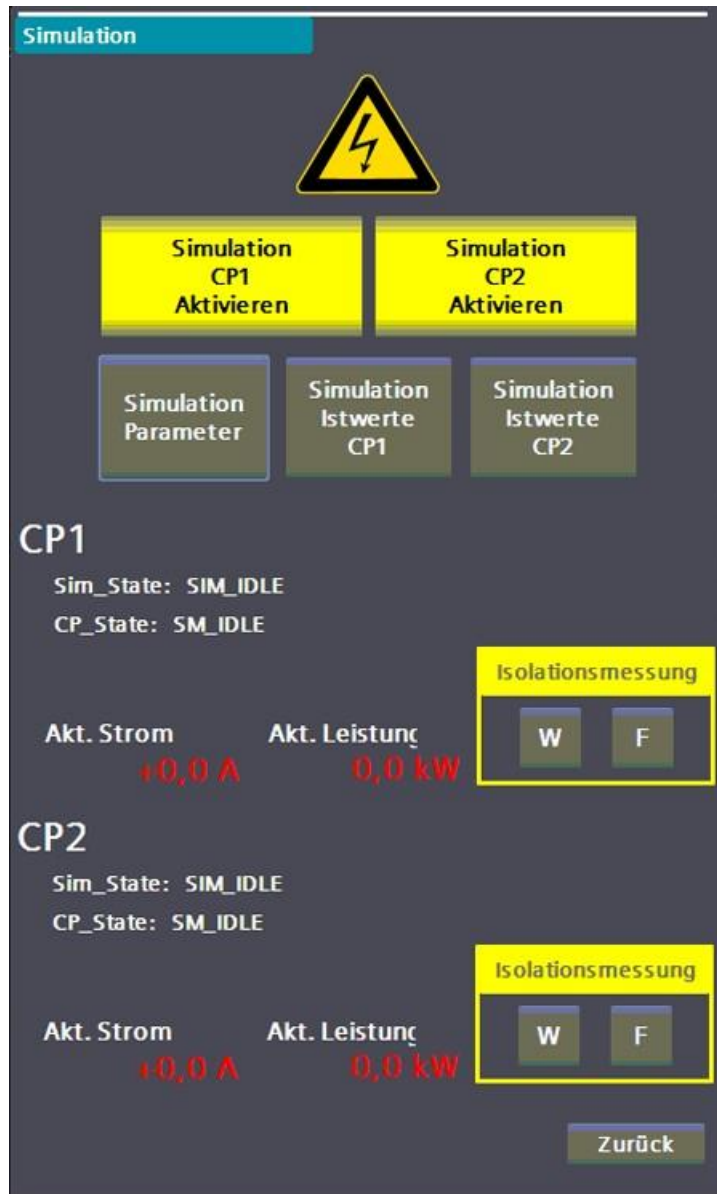 Simulation
Simulation
CP1
Aktivieren
Simulation
CP2
Aktivieren
Simulation
Parameter
Simulation
Istwerte
CP1
Simulation
Istwerte
CP2
CP1
Sim_State: SIM_IDLE
CP_State: SM_IDLE
Isolationsmessung
W F
Akt. Strom Akt. Leistung
+0,0 A 0,0 kW
CP2
Sim_State: SIM_IDLE
CP_State: SM_IDLE
Isolationsmessung
W F
Akt. Strom Akt. Leistung
+0,0 A 0,0 kW
Zurück